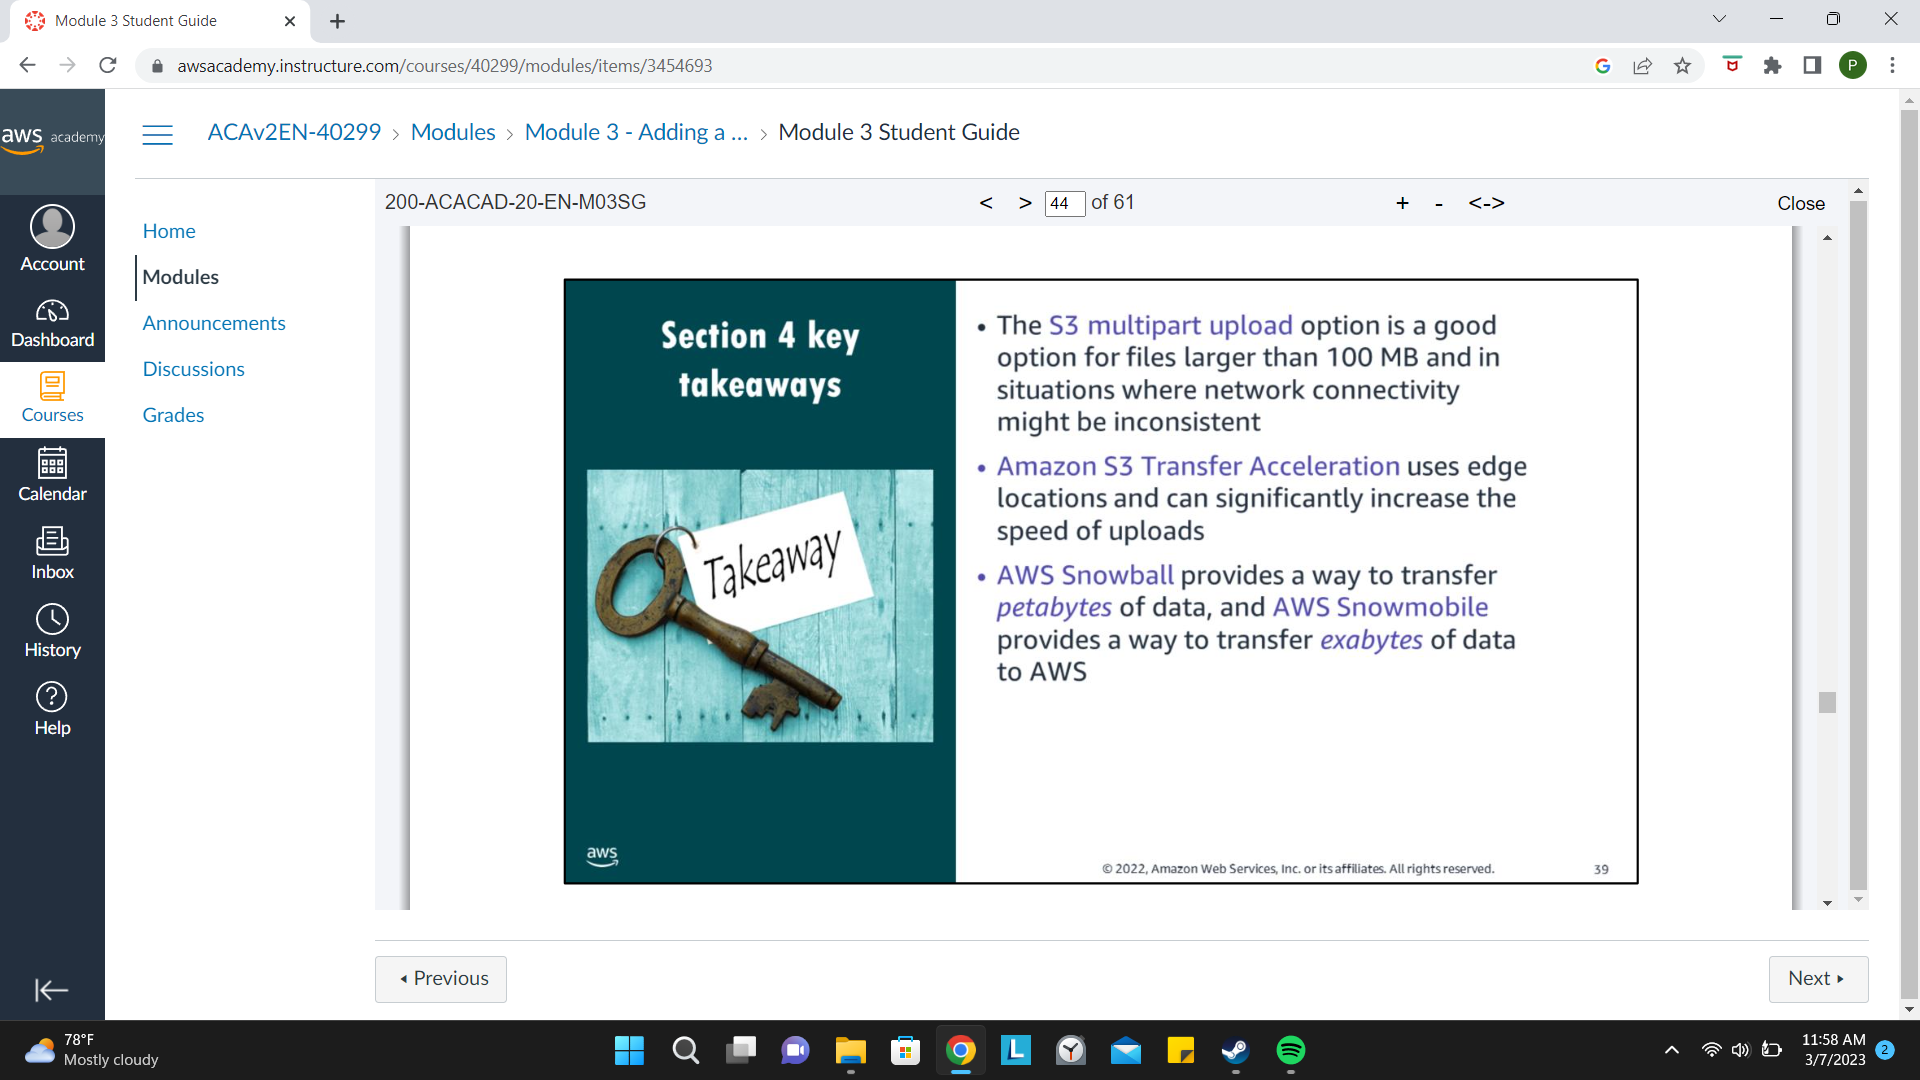 Module 3 Student Guide
awsacademy.instructure.com/courses/40299/modules/items/3454693
P
aws academy
ACAv2EN-40299 > Modules > Module 3 - Adding a ... > Module 3 Student Guide
200-ACACAD-20-EN-M03SG
< > 44 of 61
+ - <->
Close
Account
Dashboard
Courses
Calendar
Inbox
History
Help
Home
Modules
Announcements
Discussions
Grades
Section 4 key
takeaways
Takeaway
aws
• The S3 multipart upload option is a good
option for files larger than 100 MB and in
situations where network connectivity
might be inconsistent
• Amazon S3 Transfer Acceleration uses edge
locations and can significantly increase the
speed of uploads
• AWS Snowball provides a way to transfer
petabytes of data, and AWS Snowmobile
provides a way to transfer exabytes of data
to AWS
© 2022, Amazon Web Services, Inc. or its affiliates. All rights reserved.
39
Previous
Next
78°F
Mostly cloudy
L
11:58 AM
3/7/2023
2